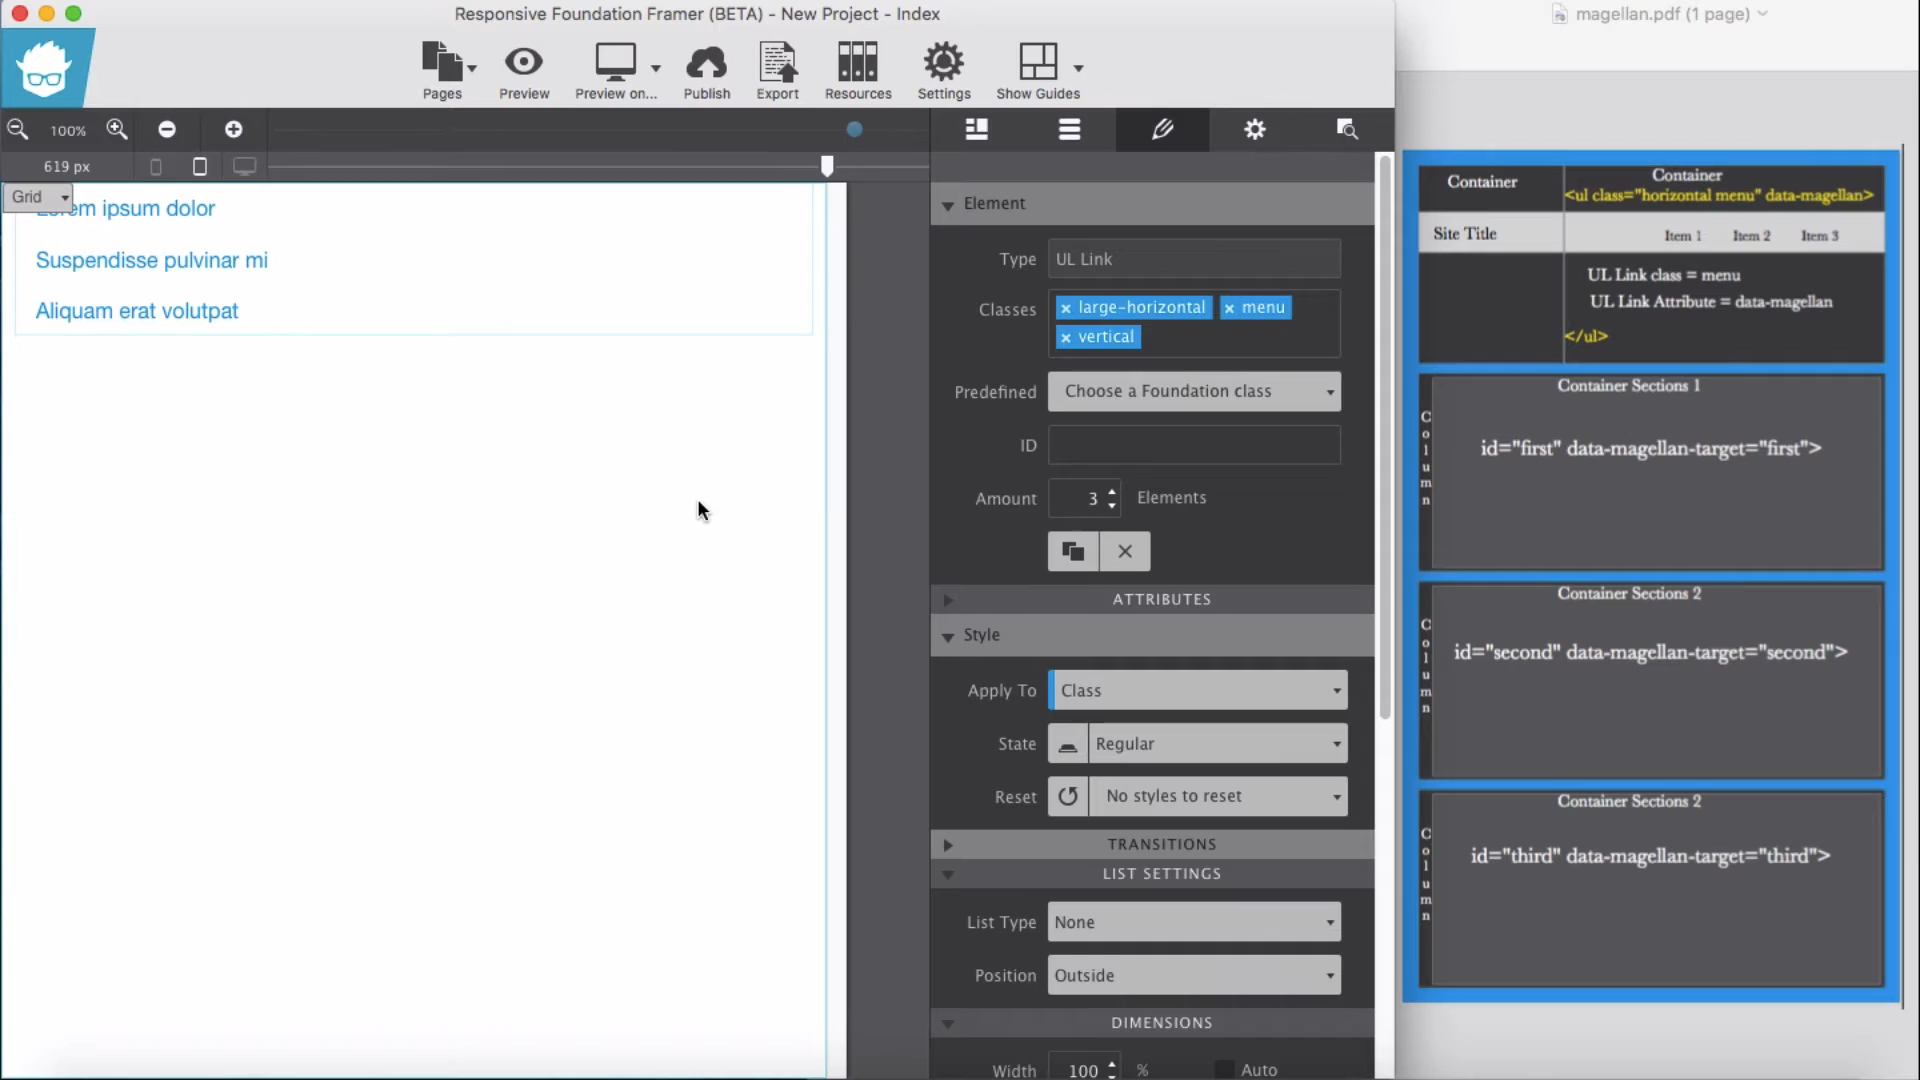 Responsive Foundation Framer (BETA) - New Project - Index
magellan.pdf (1 page)
Pages
Preview
Preview on...
Publish
Export
Resources
Settings
Show Guides
100%
619 px
Grid
Lorem ipsum dolor
Suspendisse pulvinar mi
Aliquam erat volutpat
Element
Type
UL Link
Classes
× large-horizontal
× menu
× vertical
Predefined
Choose a Foundation class
ID
Amount
3
Elements
ATTRIBUTES
Style
Apply To
Class
State
Regular
Reset
No styles to reset
TRANSITIONS
LIST SETTINGS
List Type
None
Position
Outside
DIMENSIONS
Width
100
%
Auto
Container
Container
<ul class="horizontal menu" data-magellan>
Site Title
Item 1
Item 2
Item 3
UL Link class = menu
UL Link Attribute = data-magellan
</ul>
Container Sections 1
Column
id="first" data-magellan-target="first">
Container Sections 2
Column
id="second" data-magellan-target="second">
Container Sections 2
Column
id="third" data-magellan-target="third">